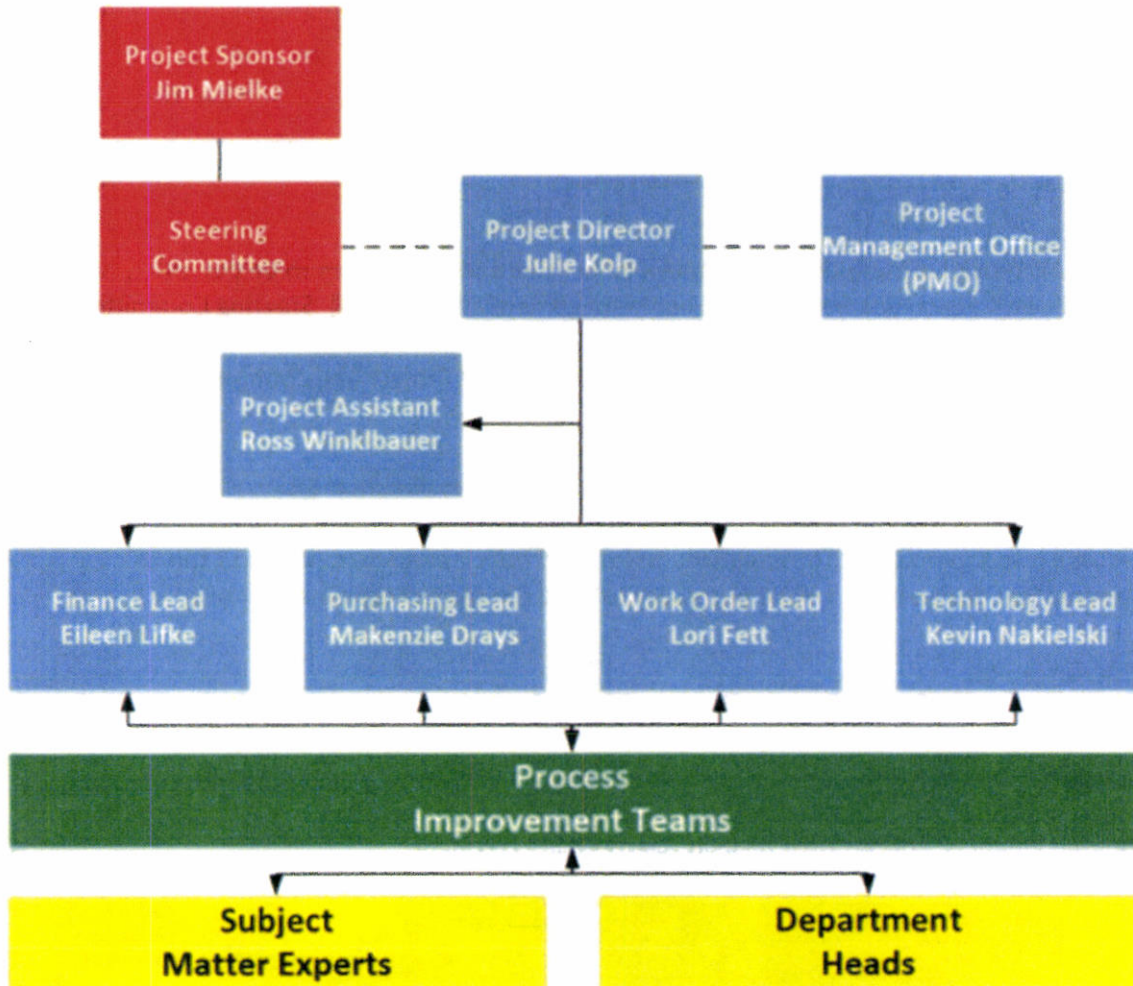 Project Sponsor
Jim Mielke
Steering
Committee
Project Director
Julie Kolp
Project
Management Office
(PMO)
Project Assistant
Ross Winklbauer
Finance Lead
Eileen Lifke
Purchasing Lead
Makenzie Drays
Work Order Lead
Lori Fett
Technology Lead
Kevin Nakielski
Process
Improvement Teams
Subject
Matter Experts
Department
Heads